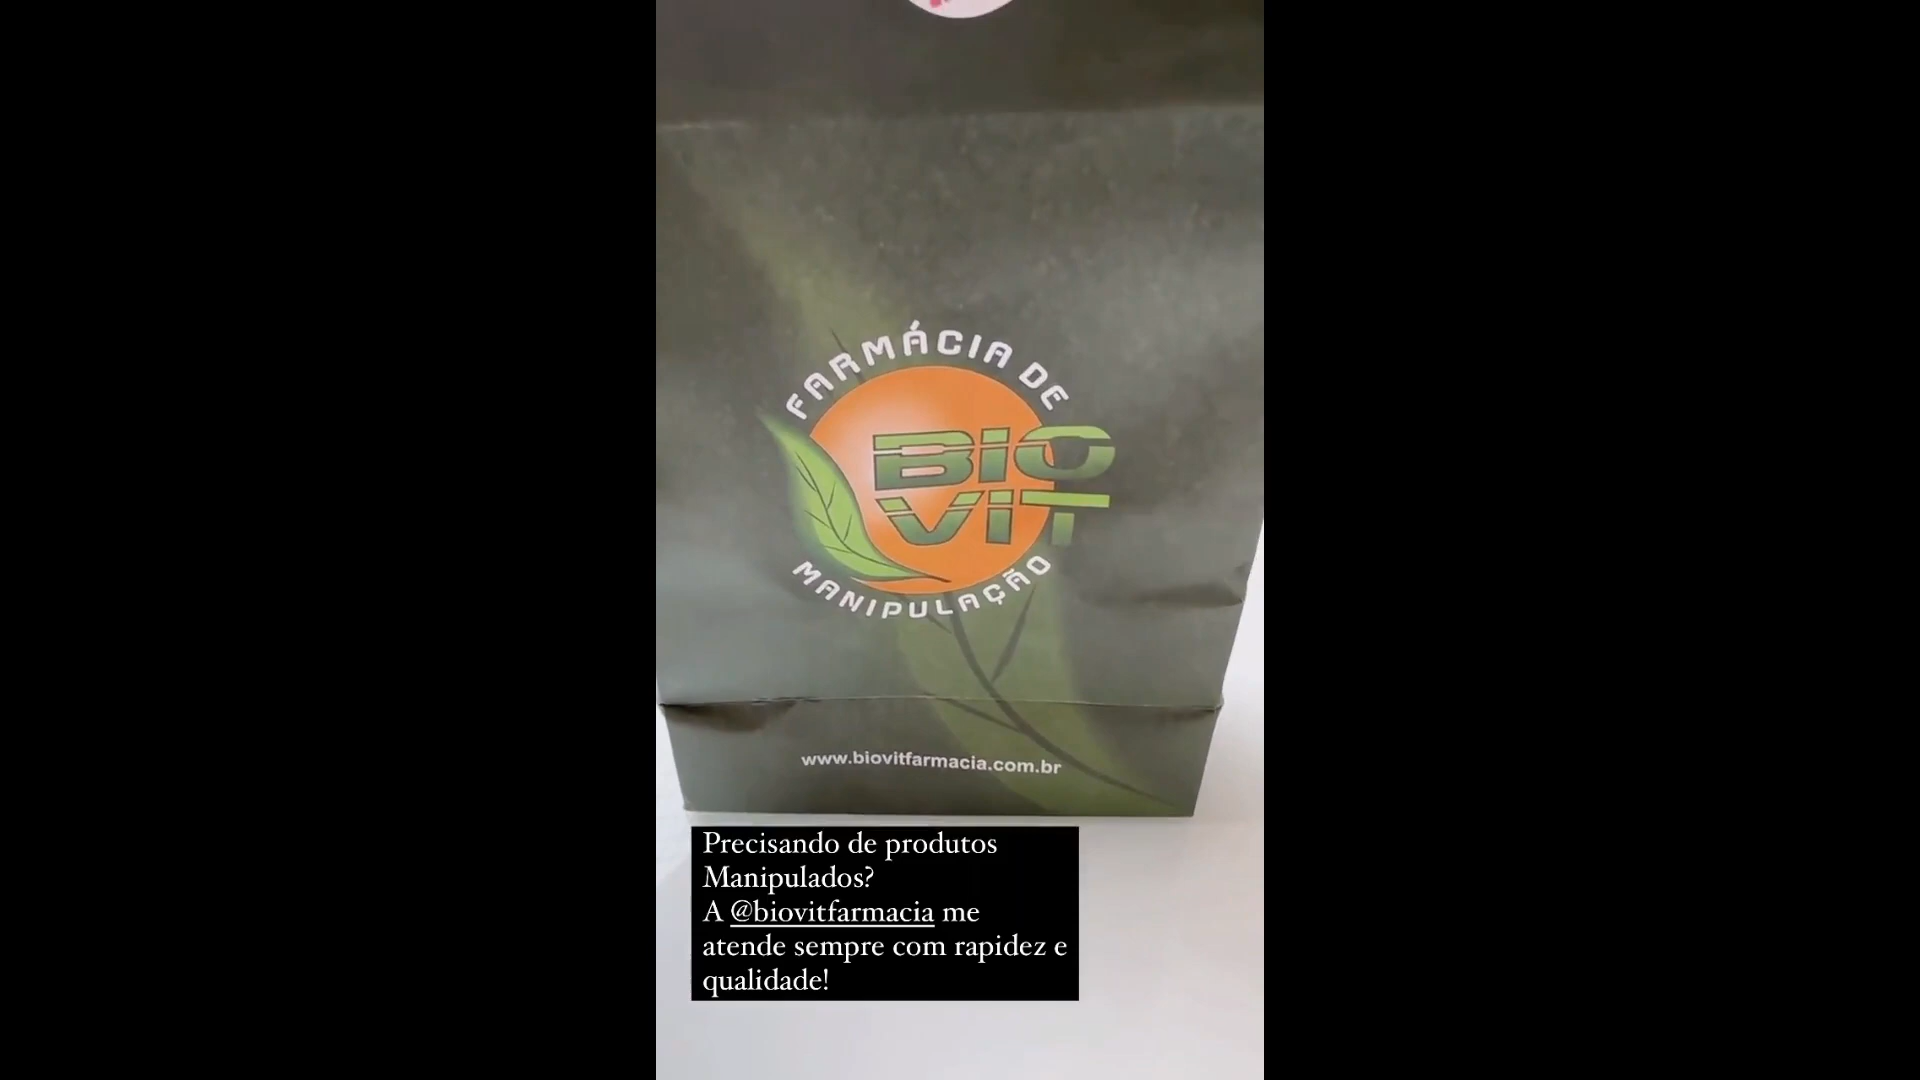 FARMÁCIA DE
BIO
VIT
MANIPULAÇÃO
www.biovitfarmacia.com.br
Precisando de produtos
Manipulados?
A @biovitfarmacia me
atende sempre com rapidez e
qualidade!